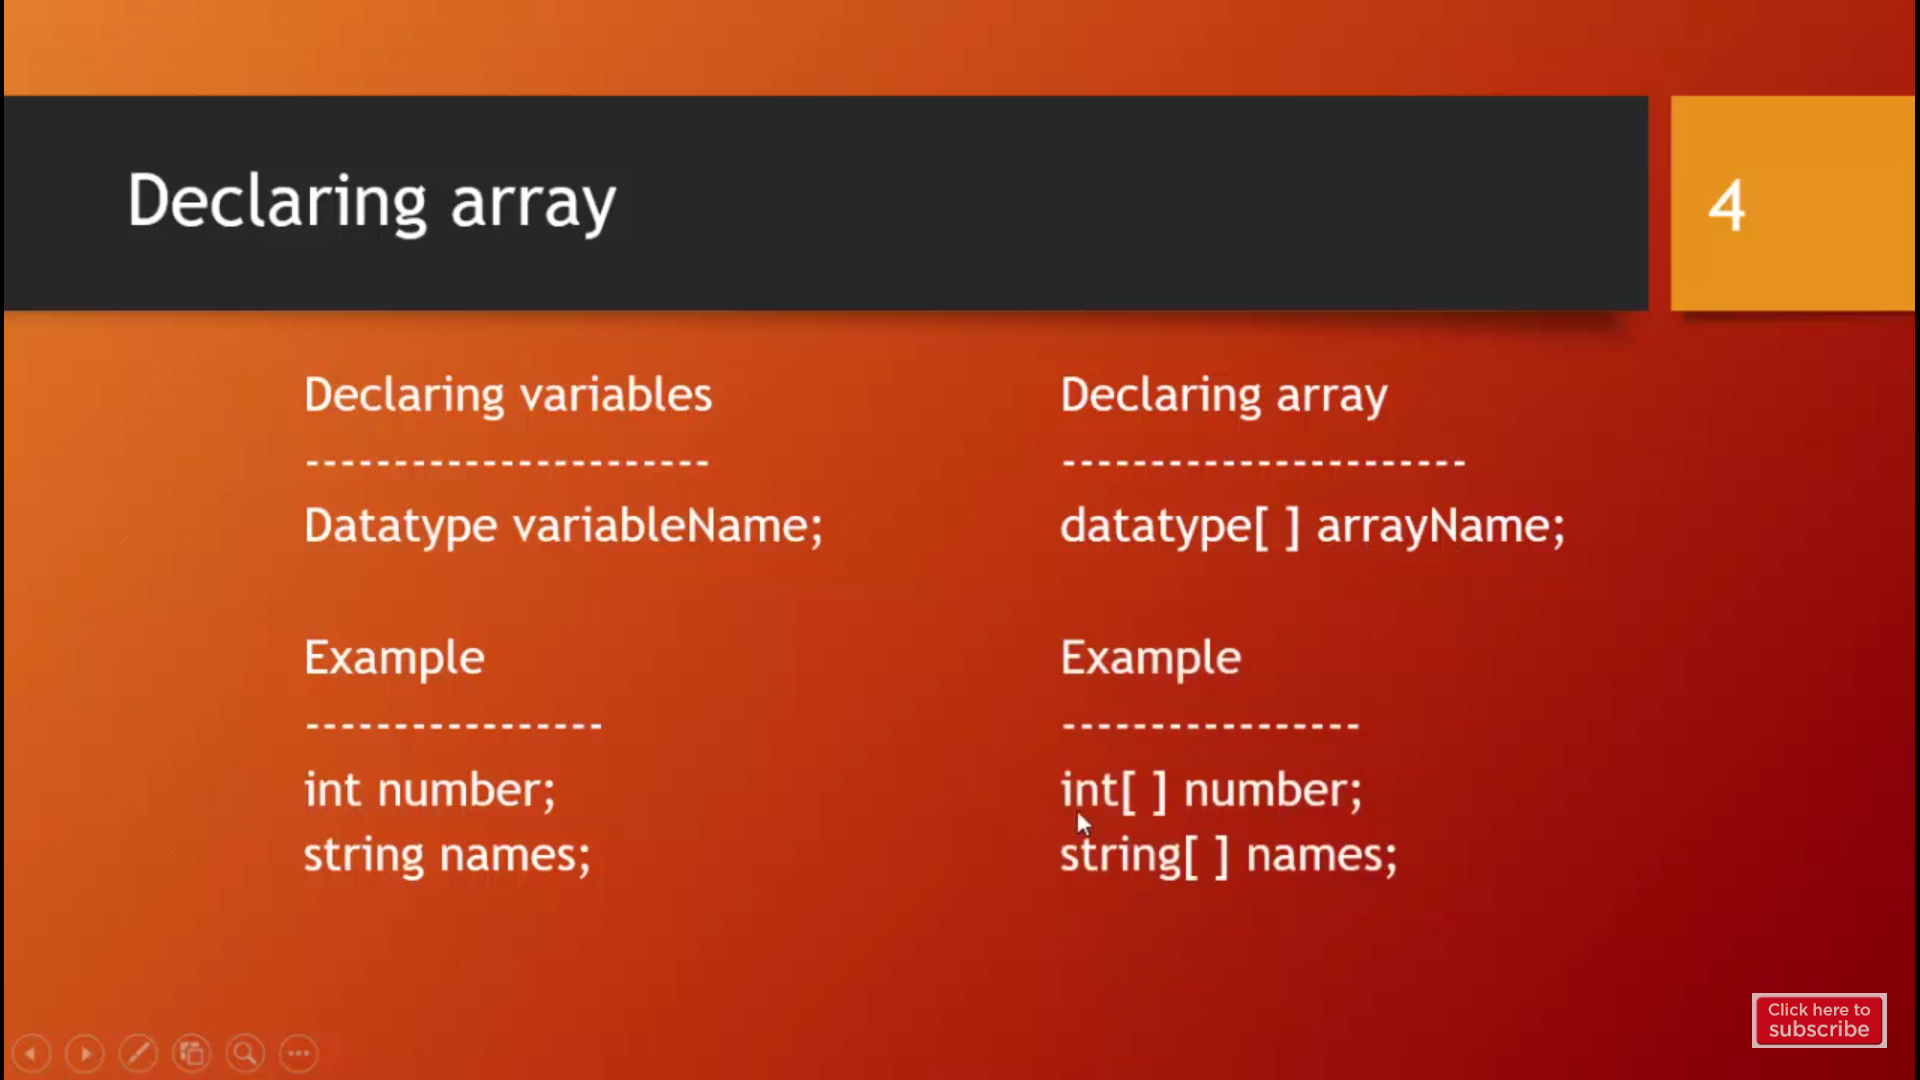 Declaring array
4
Declaring variables
-----------------------
Datatype variableName;
Example
-----------------
int number;
string names;
Declaring array
-----------------------
datatype[ ] arrayName;
Example
-----------------
int[ ] number;
string[ ] names;
Click here to
subscribe